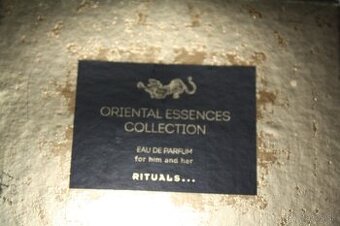 ORIENTAL ESSENCES
COLLECTION
EAU DE PARFUM
for him and her
RITUALS...